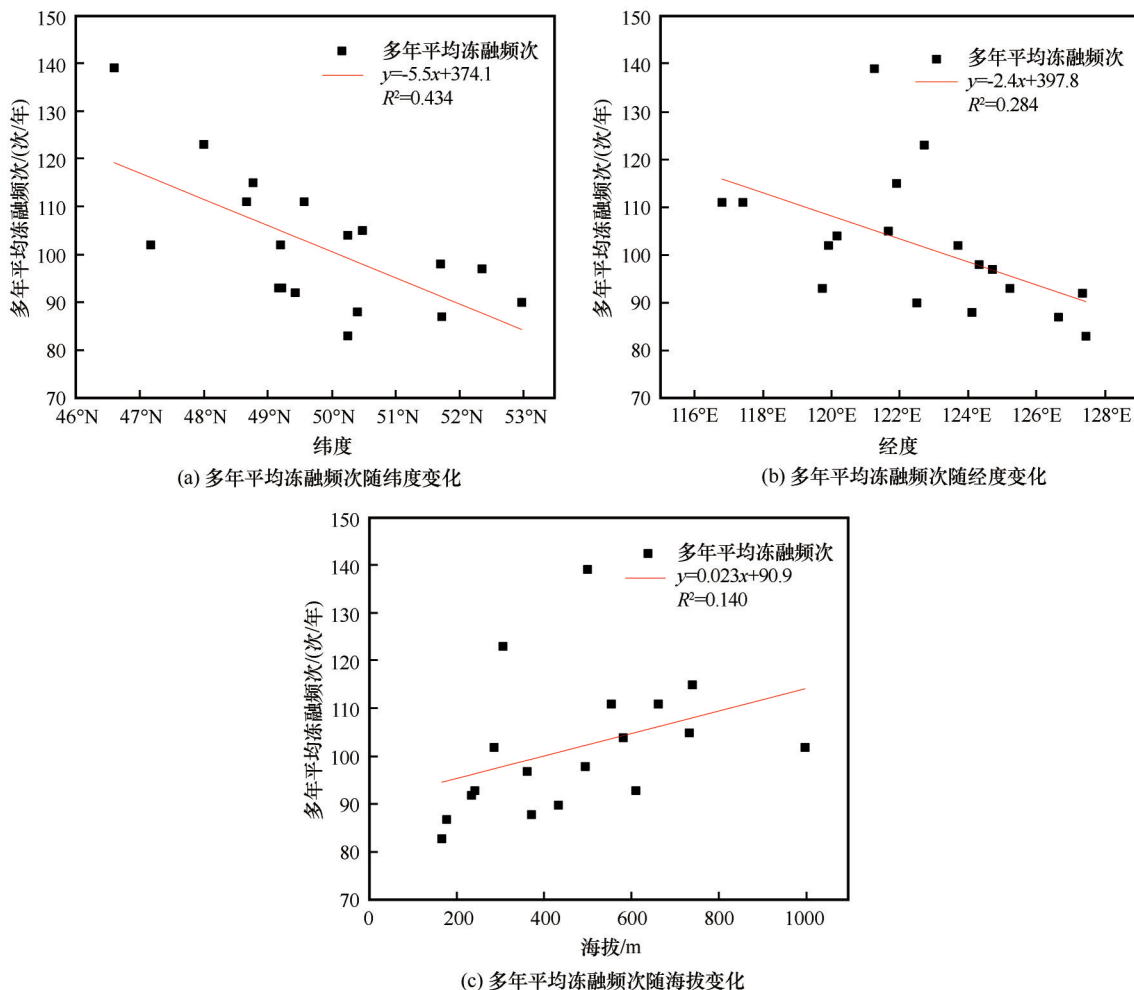 150
140
130
120
110
100
90
80
70
多年平均冻融频次/(次/年)
多年平均冻融频次
y=-5.5x+374.1
R²=0.434
46°N 47°N 48°N 49°N 50°N 51°N 52°N 53°N
纬度
(a) 多年平均冻融频次随纬度变化
150
140
130
120
110
100
90
80
70
多年平均冻融频次/(次/年)
多年平均冻融频次
y=-2.4x+397.8
R²=0.284
116°E 118°E 120°E 122°E 124°E 126°E 128°E
经度
(b) 多年平均冻融频次随经度变化
150
140
130
120
110
100
90
80
70
多年平均冻融频次/(次/年)
多年平均冻融频次
y=0.023x+90.9
R²=0.140
0 200 400 600 800 1000
海拔/m
(c) 多年平均冻融频次随海拔变化